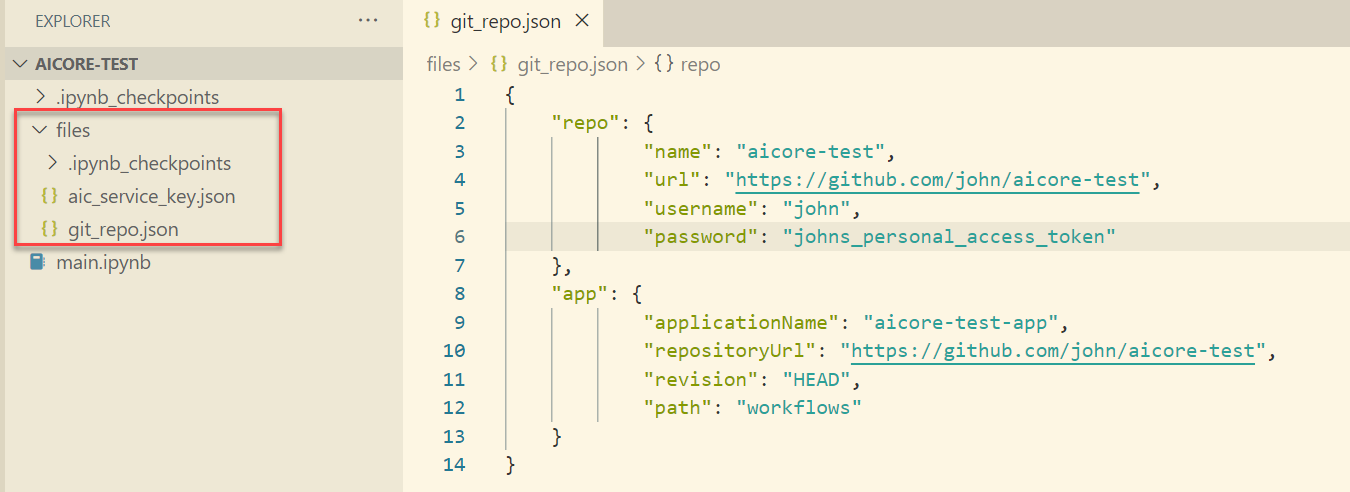 EXPLORER
AICORE-TEST
.ipynb_checkpoints
files
.ipynb_checkpoints
aic_service_key.json
git_repo.json
main.ipynb
git_repo.json
files > {} git_repo.json > {} repo
1 {
2 "repo": {
3 "name": "aicore-test",
4 "url": "https://github.com/john/aicore-test",
5 "username": "john",
6 "password": "johns_personal_access_token"
7 },
8 "app": {
9 "applicationName": "aicore-test-app",
10 "repositoryUrl": "https://github.com/john/aicore-test",
11 "revision": "HEAD",
12 "path": "workflows"
13 }
14 }